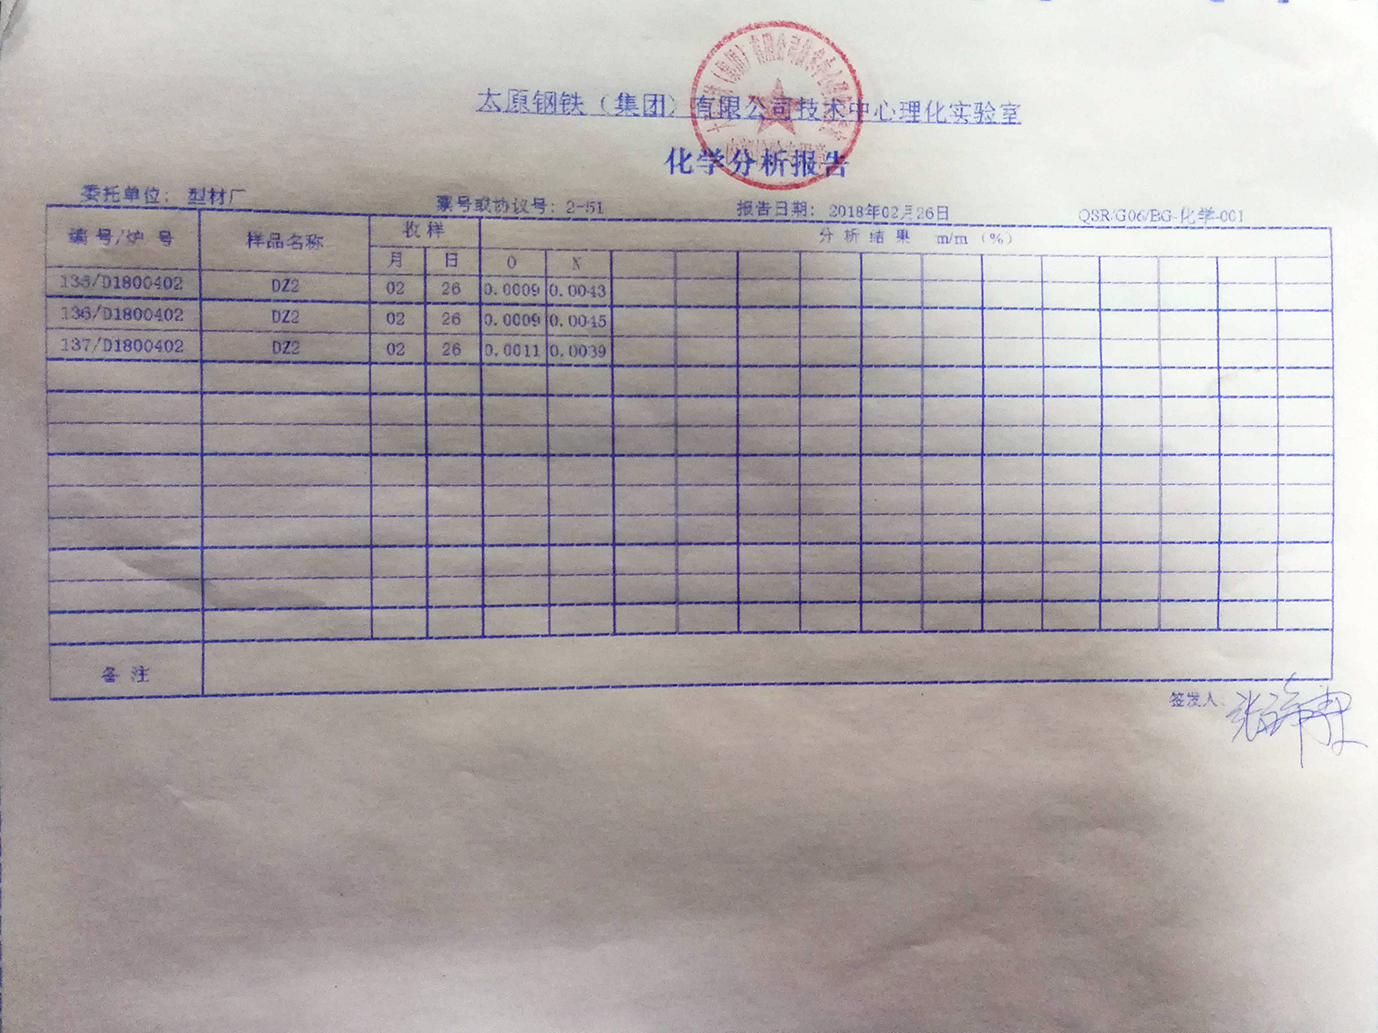 太原钢铁（集团）有限公司技术中心理化实验室
化学分析报告
委托单位：型材厂 票号或协议号：2-51 报告日期：2018年02月26日 QSR/G06/BG-化学-001
编号/炉号 样品名称 收样 分析结果 m/m（%）
月 日 O N
135/D1800402 DZ2 02 26 0.0009 0.0043
136/D1800402 DZ2 02 26 0.0009 0.0045
137/D1800402 DZ2 02 26 0.0011 0.0039
备注
签发人：